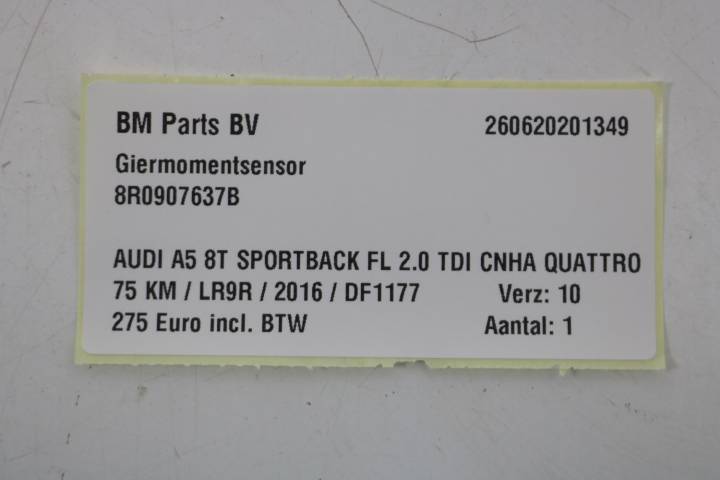 BM Parts BV 260620201349
Giermomentsensor
8R0907637B
AUDI A5 8T SPORTBACK FL 2.0 TDI CNHA QUATTRO
75 KM / LR9R / 2016 / DF1177 Verz: 10
275 Euro incl. BTW Aantal: 1